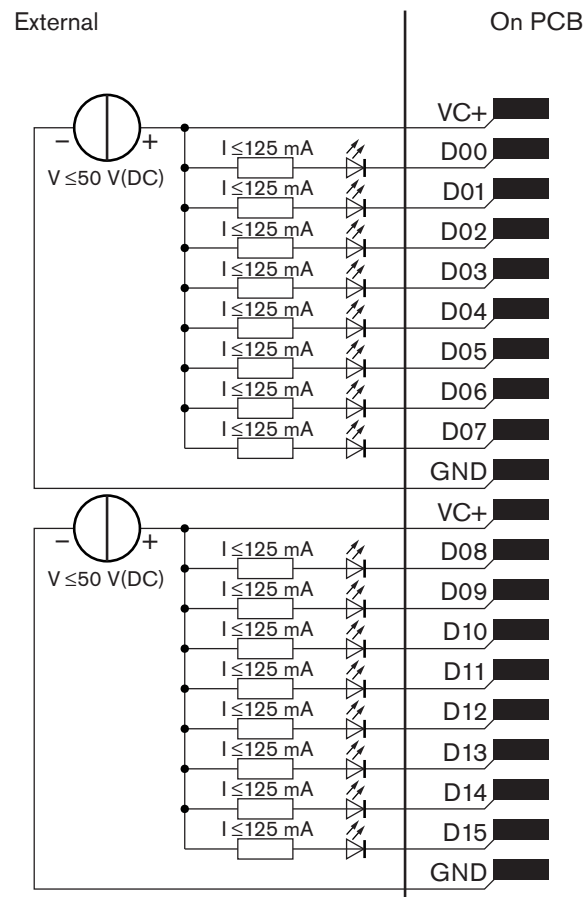 External
On PCB
VC+
− +
V ≤50 V(DC)
I ≤125 mA
D00
I ≤125 mA
D01
I ≤125 mA
D02
I ≤125 mA
D03
I ≤125 mA
D04
I ≤125 mA
D05
I ≤125 mA
D06
I ≤125 mA
D07
GND
VC+
− +
V ≤50 V(DC)
I ≤125 mA
D08
I ≤125 mA
D09
I ≤125 mA
D10
I ≤125 mA
D11
I ≤125 mA
D12
I ≤125 mA
D13
I ≤125 mA
D14
I ≤125 mA
D15
GND